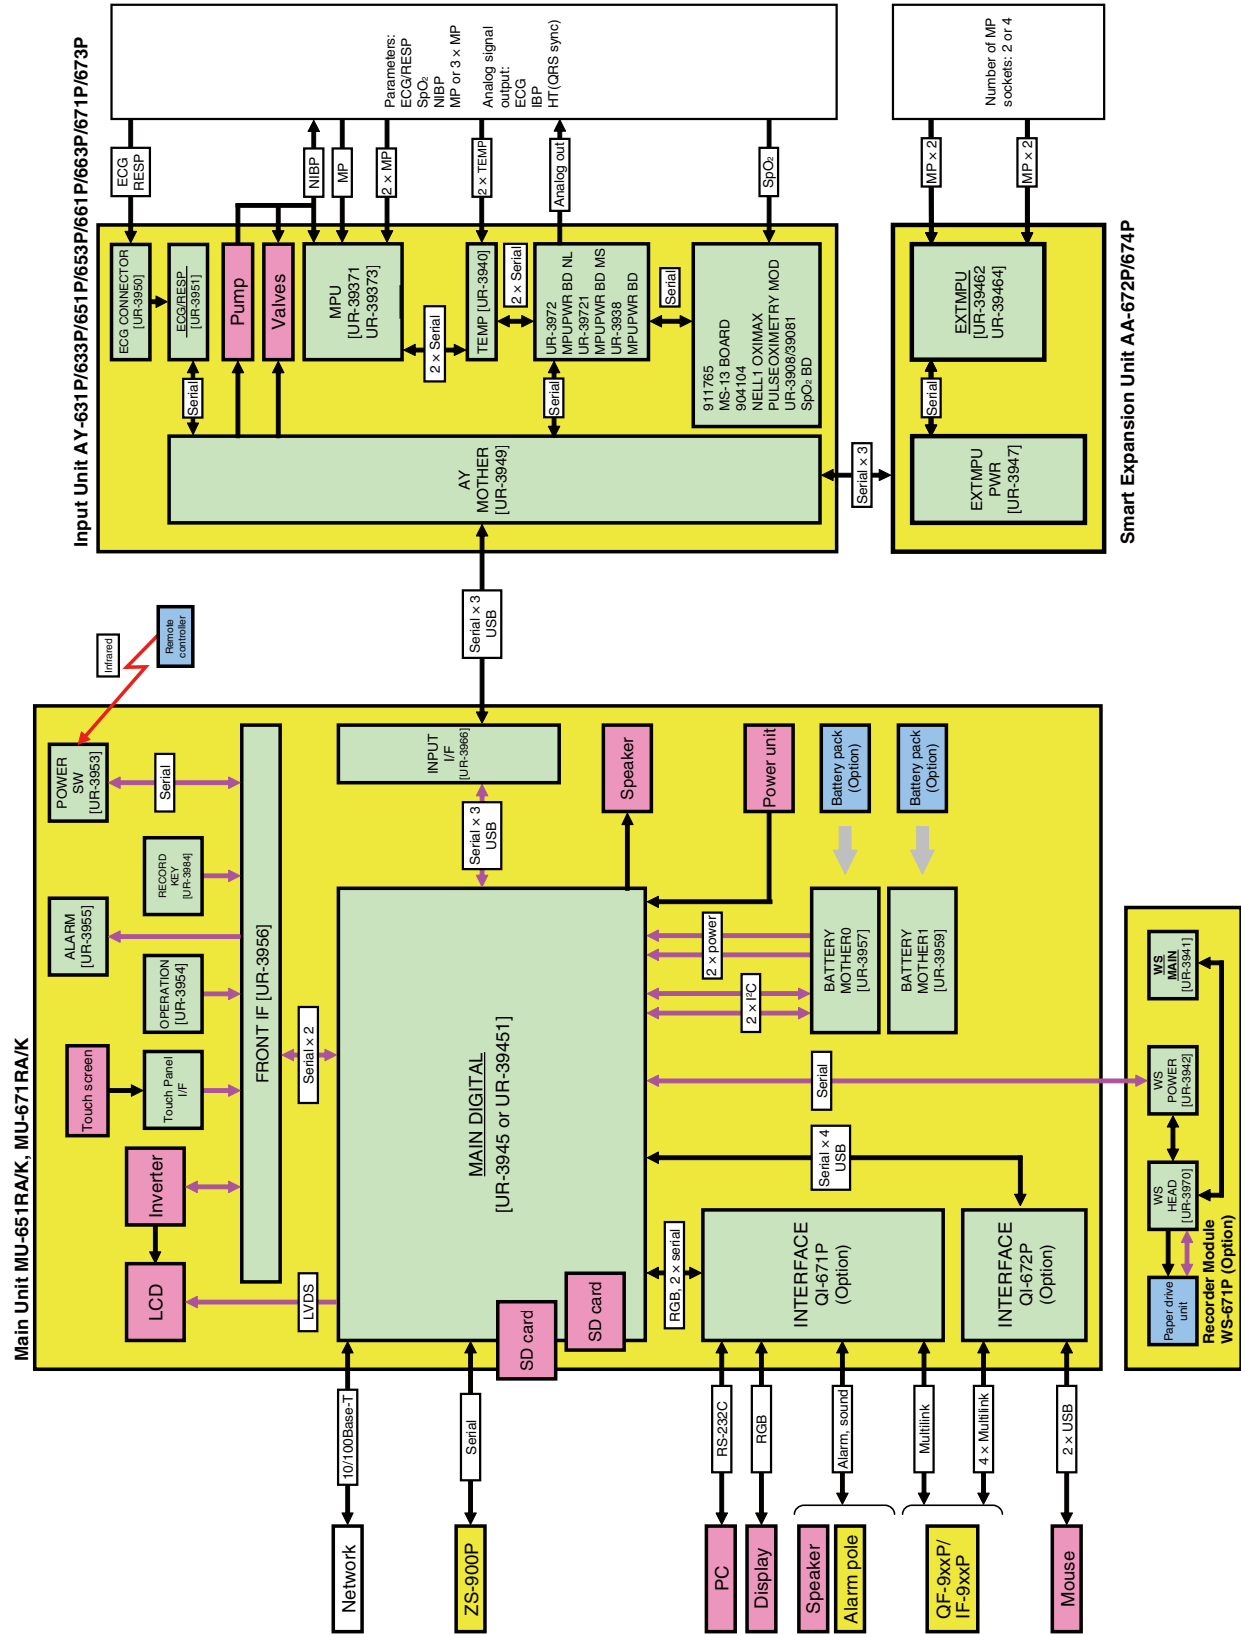 Main Unit MU-651RA/K, MU-671RA/K
Input Unit AY-631P/633P/651P/653P/661P/663P/671P/673P
LCD
Inverter
Touch screen
Touch Panel
I/F
OPERATION
[UR-3954]
ALARM
[UR-3955]
RECORD
KEY
[UR-3984]
POWER
SW
[UR-3953]
Serial
Infrared
Remote
controller
FRONT IF [UR-3956]
LVDS
Serial × 2
MAIN DIGITAL
[UR-3945 or UR-39451]
SD card
SD card
INPUT
I/F
[UR-3966]
Serial × 3
USB
Serial × 3
USB
Speaker
Power unit
Battery pack
(Option)
Battery pack
(Option)
2 × power
2 × I²C
BATTERY
MOTHER0
[UR-3957]
BATTERY
MOTHER1
[UR-3959]
Serial
Serial × 4
USB
RGB, 2 × serial
INTERFACE
QI-671P
(Option)
INTERFACE
QI-672P
(Option)
10/100Base-T
Serial
RS-232C
RGB
Alarm, sound
Multilink
4 × Multilink
2 × USB
Network
ZS-900P
PC
Display
Speaker
Alarm pole
QF-9xxP/
IF-9xxP
Mouse
WS
MAIN
[UR-3941]
WS
POWER
[UR-3942]
WS
HEAD
[UR-3970]
Paper drive
unit
Recorder Module
WS-671P (Option)
ECG
RESP
NIBP
MP
2 × MP
2 × TEMP
Analog out
SpO₂
Parameters:
ECG/RESP
SpO₂
NIBP
MP or 3 × MP
Analog signal
output:
ECG
IBP
HT(QRS sync)
ECG CONNECTOR
[UR-3950]
ECG/RESP
[UR-3951]
Pump
Valves
MPU
[UR-39371
UR-39373]
TEMP [UR-3940]
UR-3972
MPUPWR BD NL
UR-39721
MPUPWR BD MS
UR-3938
MPUPWR BD
911765
MS-13 BOARD
904104
NELL1 OXIMAX
PULSEOXIMETRY MOD
UR-3908/39081
SpO₂ BD
Serial
2 × Serial
2 × Serial
Serial
Serial
AY
MOTHER
[UR-3949]
Serial × 3
Number of MP
sockets: 2 or 4
MP × 2
MP × 2
EXTMPU
[UR-39462
UR-39464]
Serial
EXTMPU
PWR
[UR-3947]
Smart Expansion Unit AA-672P/674P